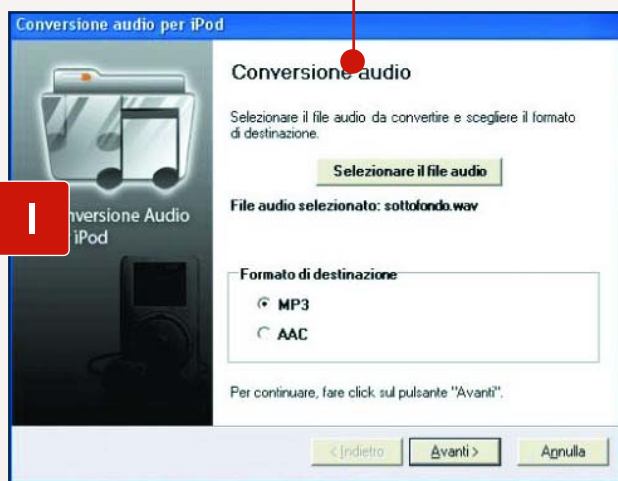 Conversione audio per iPod
Conversione audio
Selezionare il file audio da convertire e scegliere il formato
di destinazione.
Selezionare il file audio
File audio selezionato: sottofondo.wav
I
nversione Audio
iPod
Formato di destinazione
MP3
AAC
Per continuare, fare click sul pulsante "Avanti".
< Indietro
Avanti >
Annulla